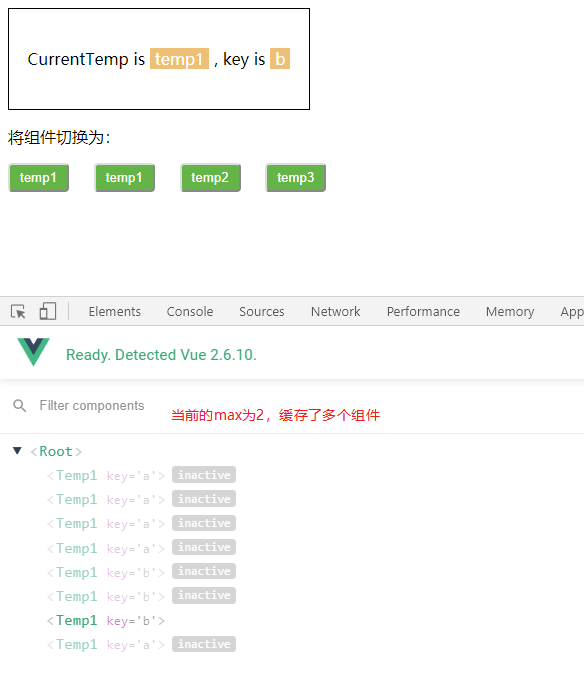 CurrentTemp is temp1 , key is b
将组件切换为：
temp1 temp1 temp2 temp3
Elements Console Sources Network Performance Memory App
Ready. Detected Vue 2.6.10.
Filter components 当前的max为2，缓存了多个组件
<Root>
<Temp1 key='a'> inactive
<Temp1 key='a'> inactive
<Temp1 key='a'> inactive
<Temp1 key='a'> inactive
<Temp1 key='b'> inactive
<Temp1 key='b'> inactive
<Temp1 key='b'>
<Temp1 key='a'> inactive